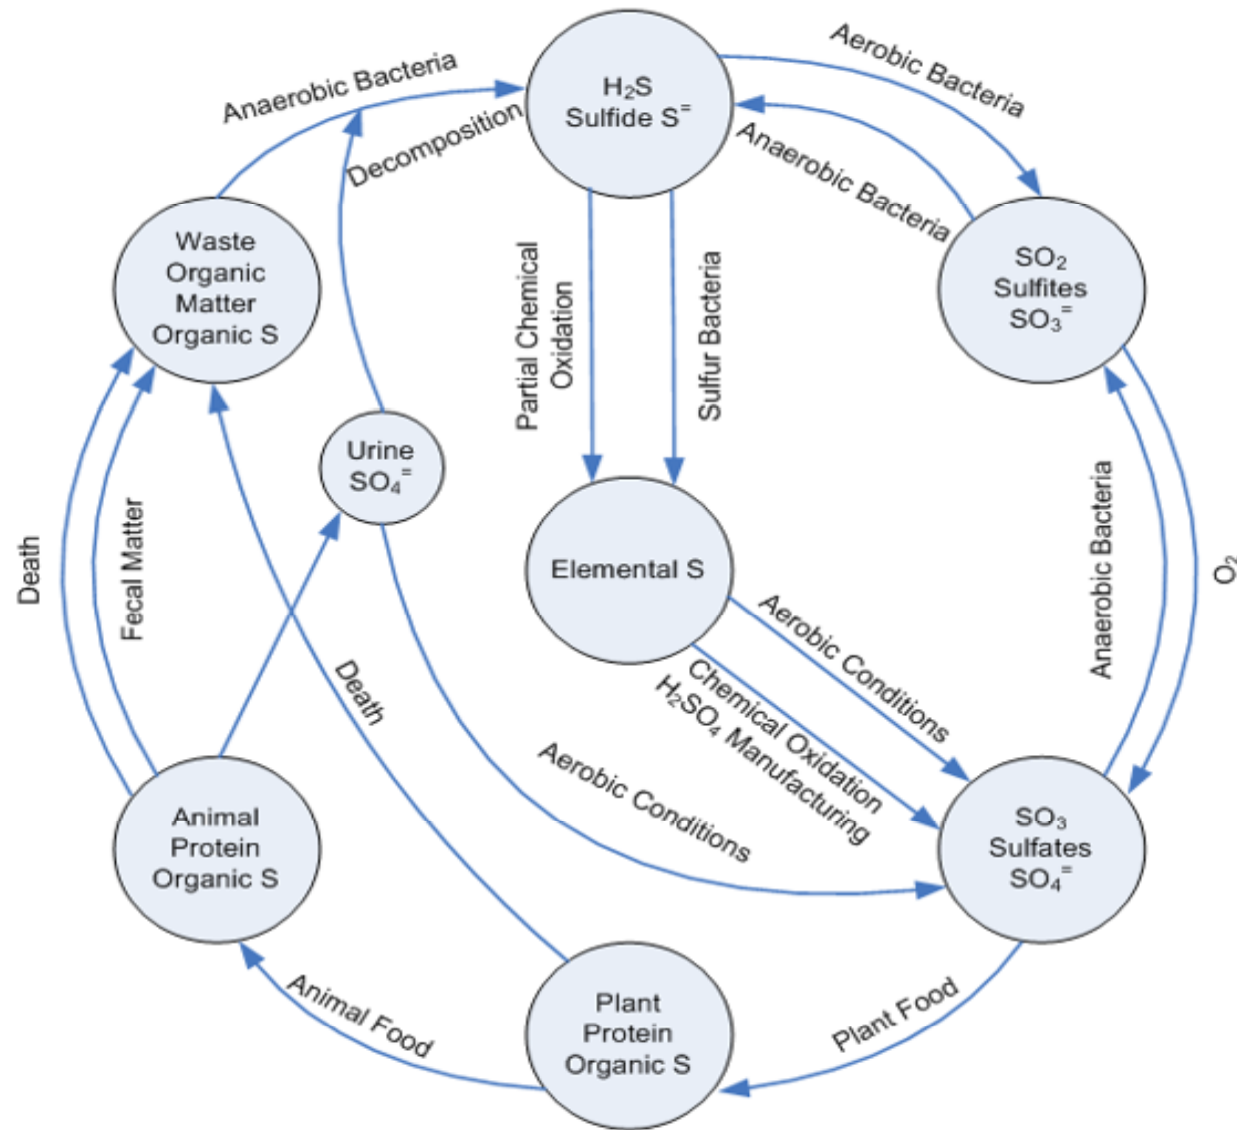 Aerobic Bacteria
Anaerobic Bacteria
H₂S
Sulfide S⁼
Decomposition
Anaerobic Bacteria
Waste
Organic
Matter
Organic S
SO₂
Sulfites
SO₃⁼
Partial Chemical
Oxidation
Sulfur Bacteria
Urine
SO₄⁼
Death
Fecal Matter
Elemental S
Anaerobic Bacteria
O₂
Death
Aerobic Conditions
Chemical Oxidation
H₂SO₄ Manufacturing
Aerobic Conditions
Animal
Protein
Organic S
SO₃
Sulfates
SO₄⁼
Animal Food
Plant
Protein
Organic S
Plant Food